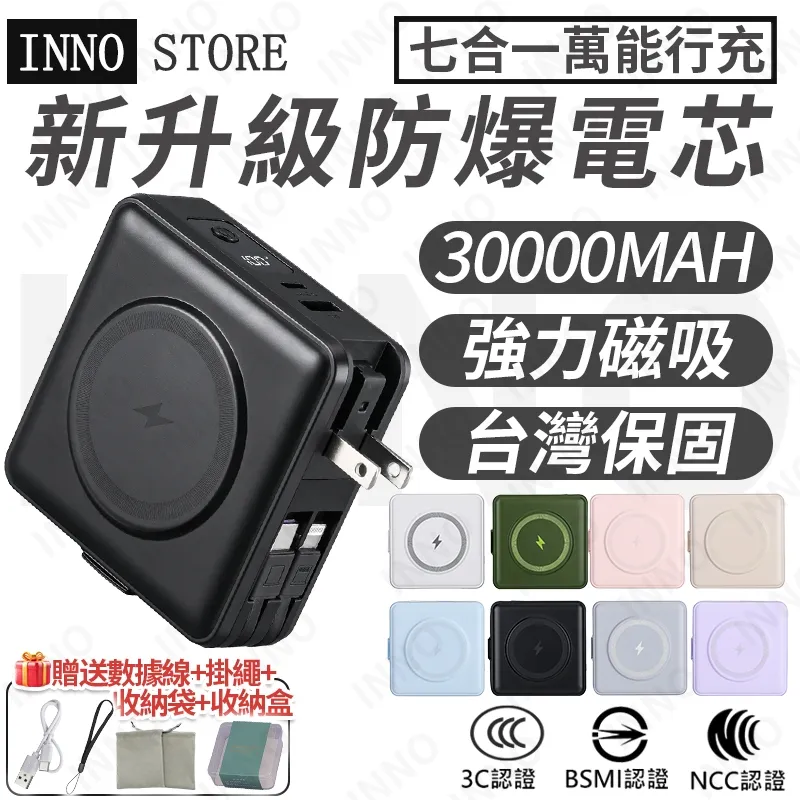 INNO STORE
七合一萬能行充
新升級防爆電芯
100
30000MAH
強力磁吸
台灣保固
贈送數據線+掛繩+
收納袋+收納盒
3C認證
BSMI認證
NCC認證